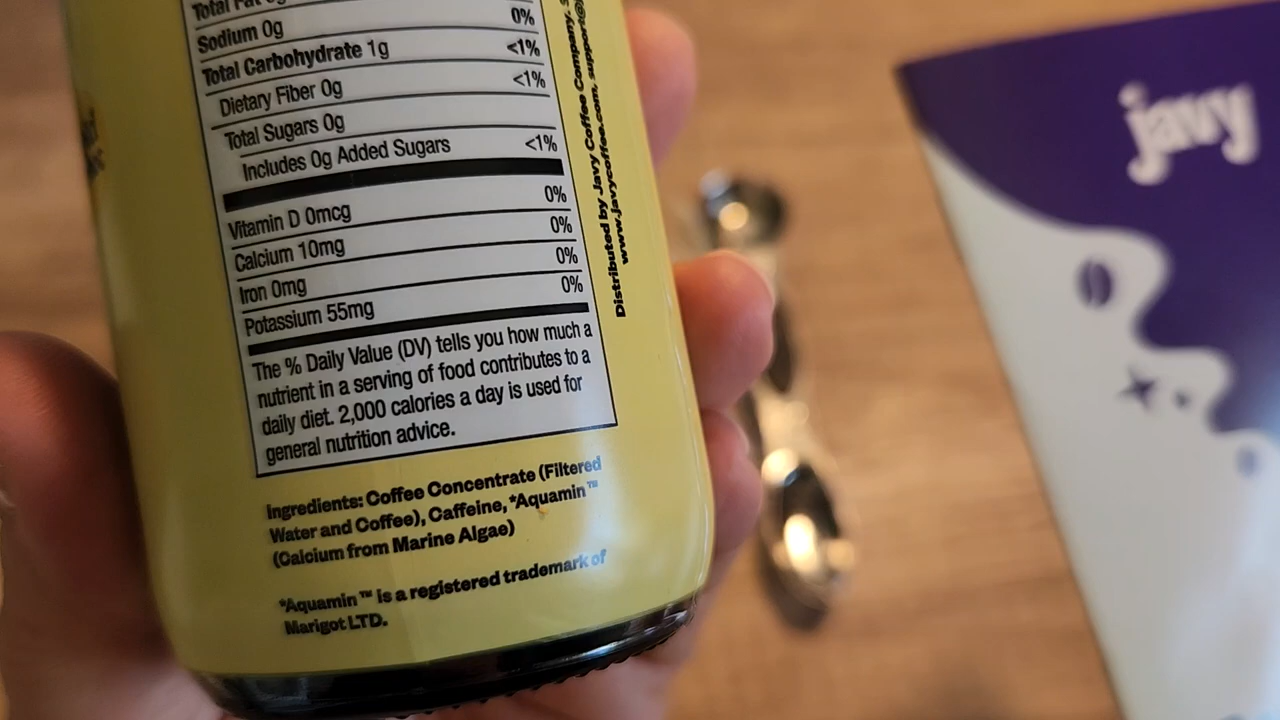 Total Fat
Sodium 0g 0%
Total Carbohydrate 1g <1%
Dietary Fiber 0g <1%
Total Sugars 0g
Includes 0g Added Sugars <1%
Vitamin D 0mcg 0%
Calcium 10mg 0%
Iron 0mg 0%
Potassium 55mg 0%
The % Daily Value (DV) tells you how much a
nutrient in a serving of food contributes to a
daily diet. 2,000 calories a day is used for
general nutrition advice.
Ingredients: Coffee Concentrate (Filtered
Water and Coffee), Caffeine, *Aquamin™
(Calcium from Marine Algae)
*Aquamin™ is a registered trademark of
Marigot LTD.
Distributed by Javy Coffee Company.
www.javycoffee.com, support@
javy